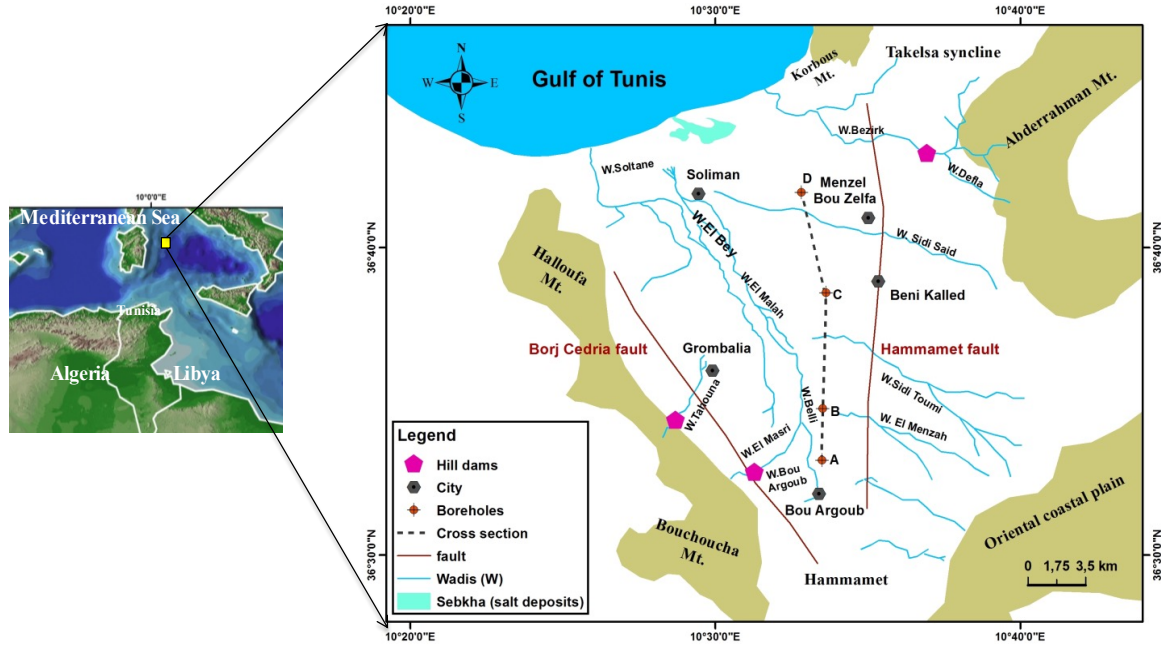 10°20'0"E
10°30'0"E
10°40'0"E
N
W
E
S
Gulf of Tunis
Korbous
Mt.
Takelsa syncline
Abderrahman Mt.
W.Bezirk
W.Defla
W.Soltane
Soliman
D
Menzel
Bou Zelfa
10°0'0"E
Mediterranean Sea
Tunisia
Algeria
Libya
36°40'0"N
36°40'0"N
W.El Bey
W. Sidi Said
Halloufa
Mt.
W.El Malah
C
Beni Kalled
Borj Cedria fault
Grombalia
Hammamet fault
W.Tahouna
W.Belli
W.Sidi Toumi
B
W. El Menzah
W.El Masri
A
W.Bou
Argoub
Bou Argoub
Bouchoucha
Mt.
Oriental coastal plain
Hammamet
36°30'0"N
36°30'0"N
0 1,75 3,5 km
Legend
Hill dams
City
Boreholes
Cross section
fault
Wadis (W)
Sebkha (salt deposits)
10°20'0"E
10°30'0"E
10°40'0"E